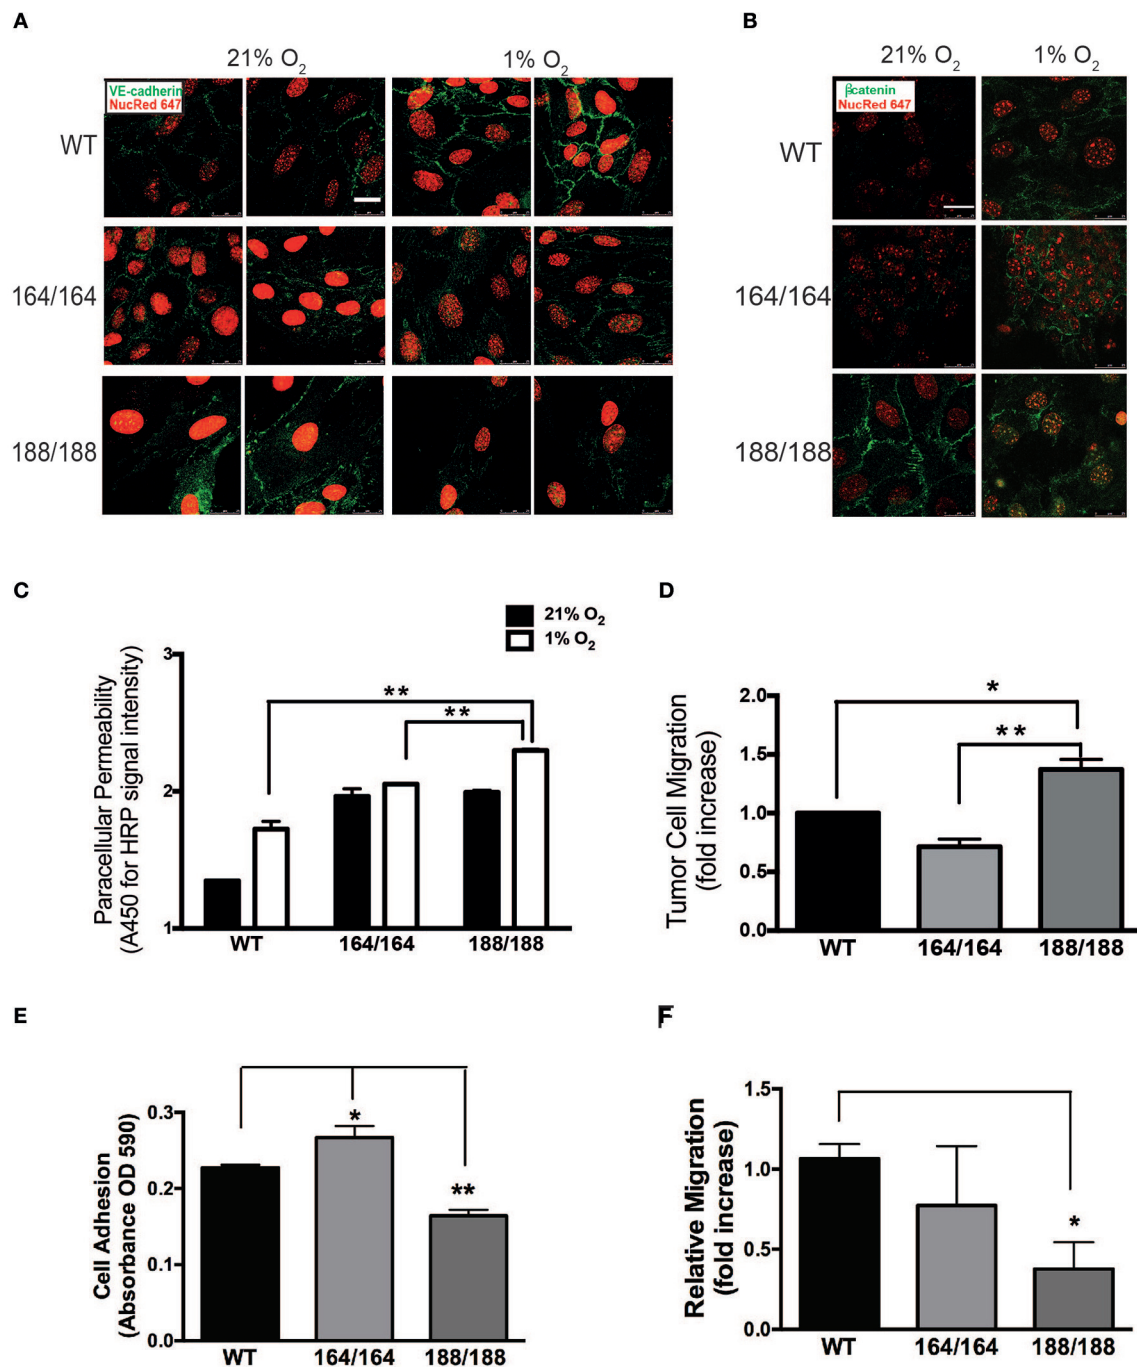 A
21% O2
1% O2
VE-cadherin
NucRed 647
WT
164/164
188/188
B
21% O2
1% O2
βcatenin
NucRed 647
WT
164/164
188/188
C
21% O2
1% O2
Paracellular Permeability
(A450 for HRP signal intensity)
3
2
1
**
**
WT 164/164 188/188
D
Tumor Cell Migration
(fold increase)
2.0
1.5
1.0
0.5
0.0
*
**
WT 164/164 188/188
E
Cell Adhesion
(Absorbance OD 590)
0.3
0.2
0.1
0.0
*
**
WT 164/164 188/188
F
Relative Migration
(fold increase)
1.5
1.0
0.5
0.0
*
WT 164/164 188/188